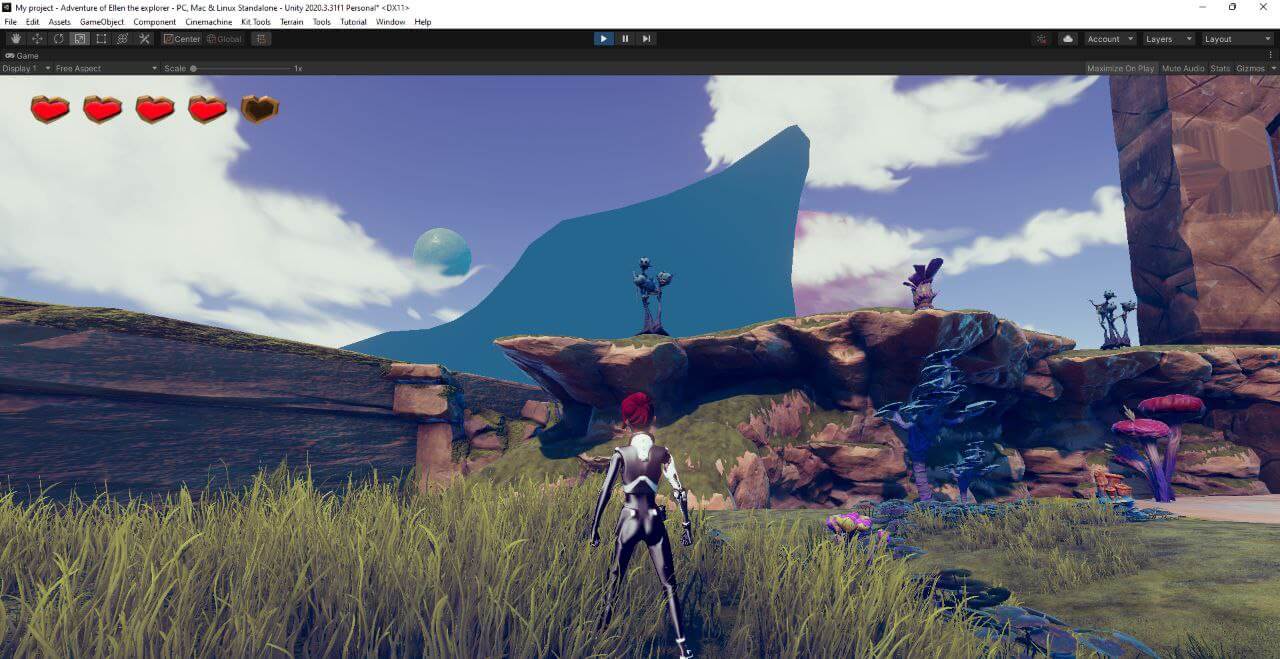 My project - Adventure of Ellen the explorer - PC, Mac & Linux Standalone - Unity 2020.3.31f1 Personal* <DX11>
File Edit Assets GameObject Component Cinemachine Kit Tools Terrain Tools Tutorial Window Help
Center Global Account Layers Layout
Game
Display 1 Free Aspect Scale 1x Maximize On Play Mute Audio Stats Gizmos